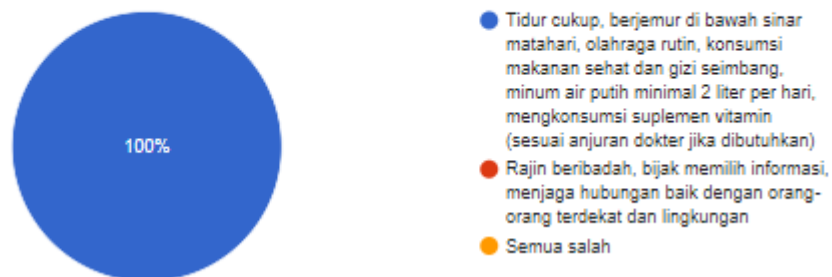 100%
Tidur cukup, berjemur di bawah sinar
matahari, olahraga rutin, konsumsi
makanan sehat dan gizi seimbang,
minum air putih minimal 2 liter per hari,
mengkonsumsi suplemen vitamin
(sesuai anjuran dokter jika dibutuhkan)
Rajin beribadah, bijak memilih informasi,
menjaga hubungan baik dengan orang-
orang terdekat dan lingkungan
Semua salah